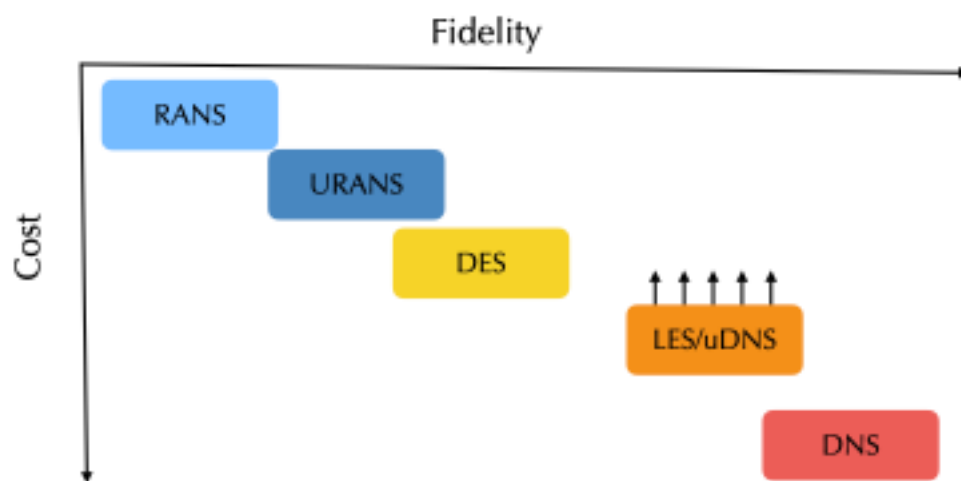 Fidelity
RANS
URANS
Cost
DES
LES/uDNS
DNS